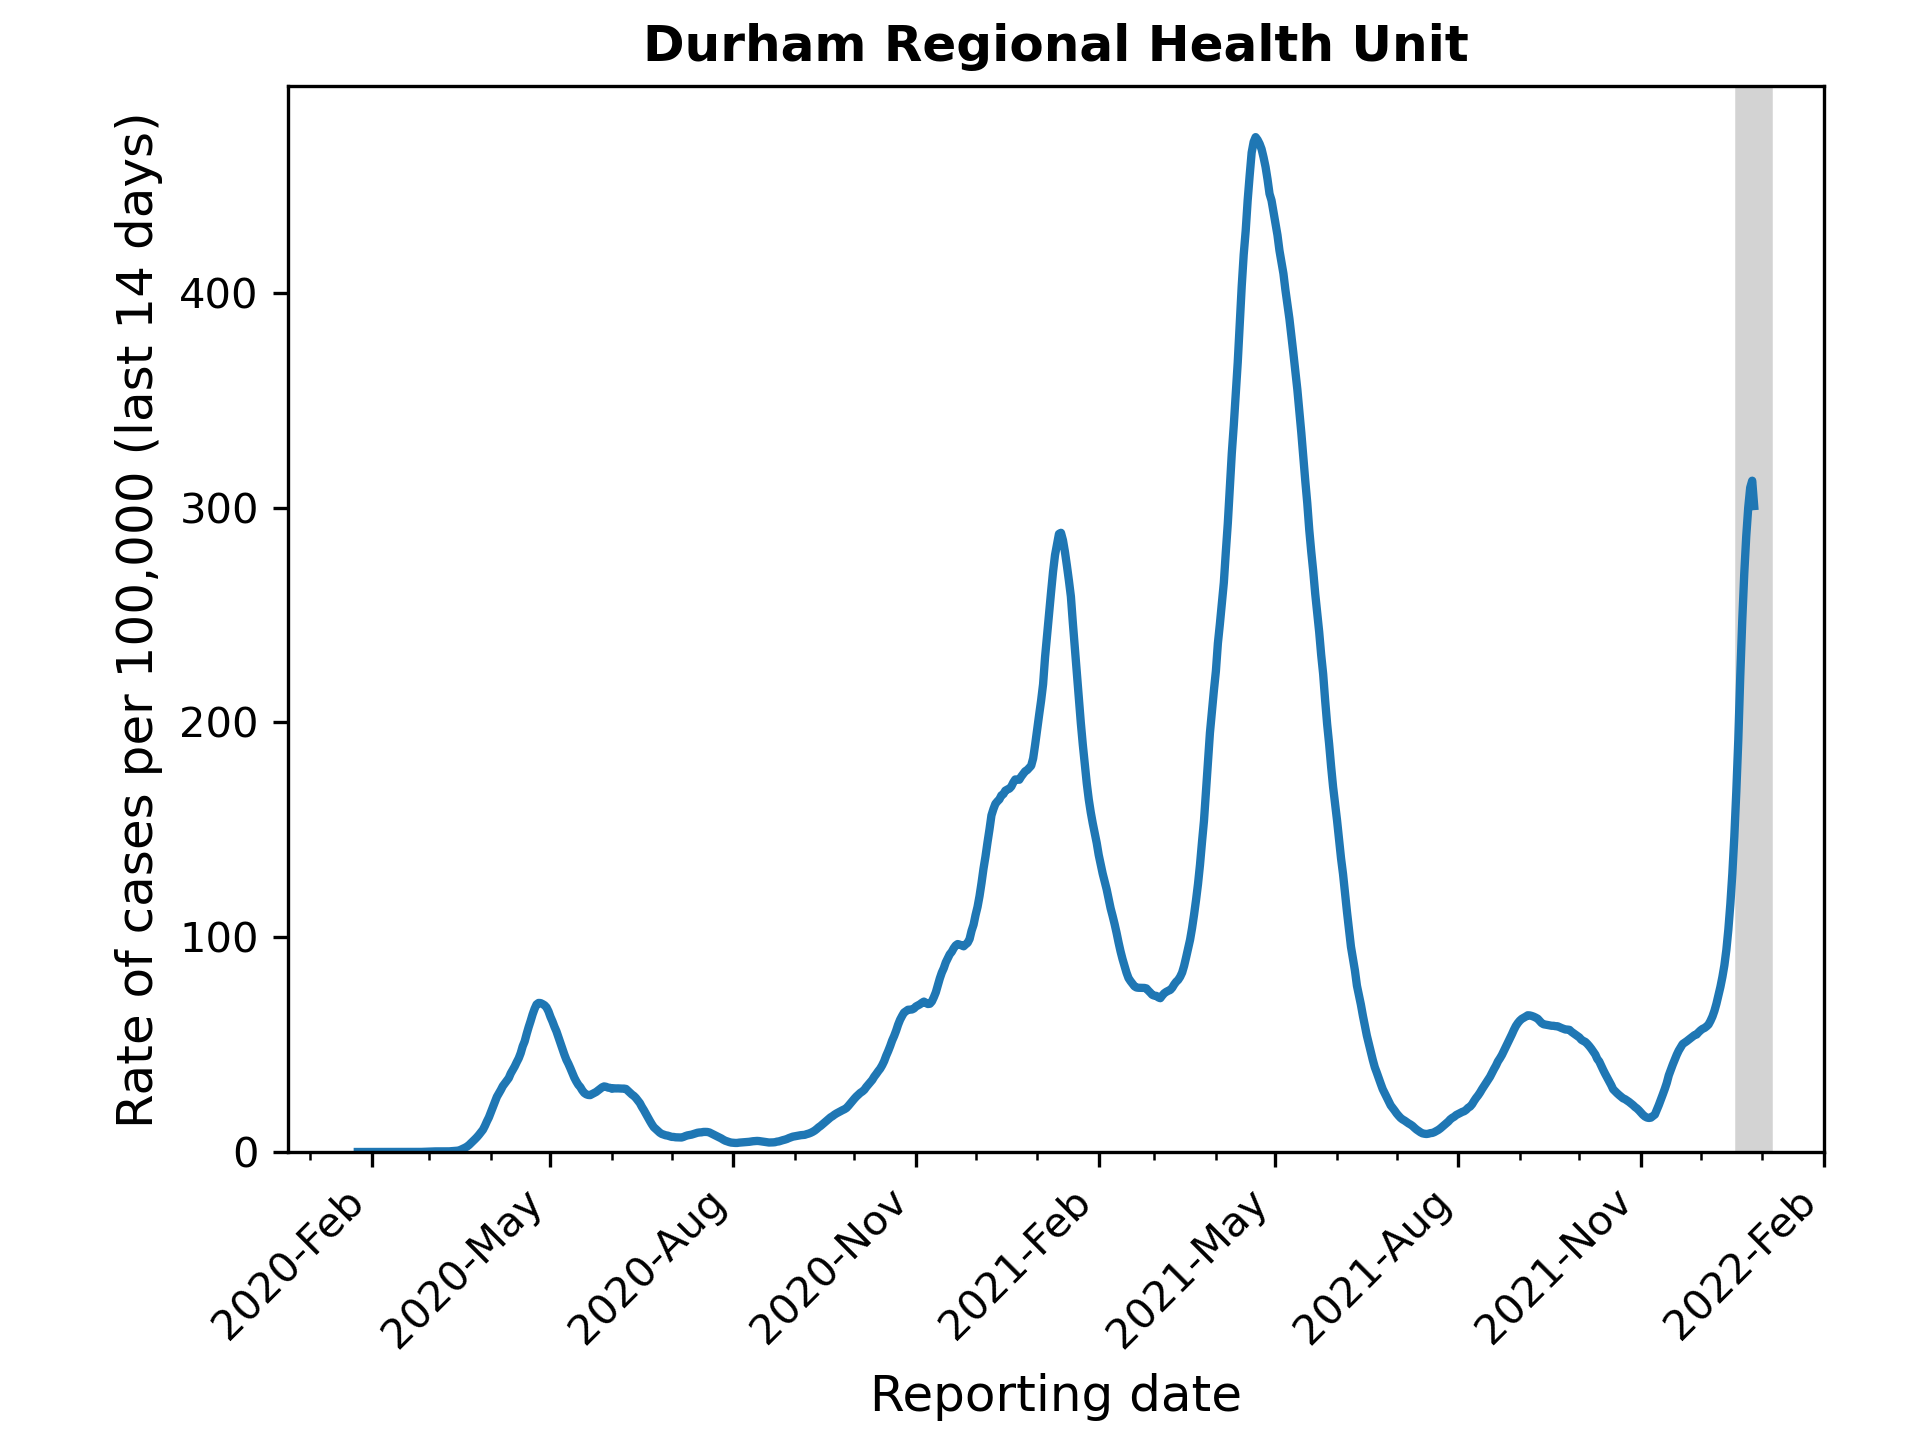 Durham Regional Health Unit
Rate of cases per 100,000 (last 14 days)
400
300
200
100
0
2020-Feb
2020-May
2020-Aug
2020-Nov
2021-Feb
2021-May
2021-Aug
2021-Nov
2022-Feb
Reporting date